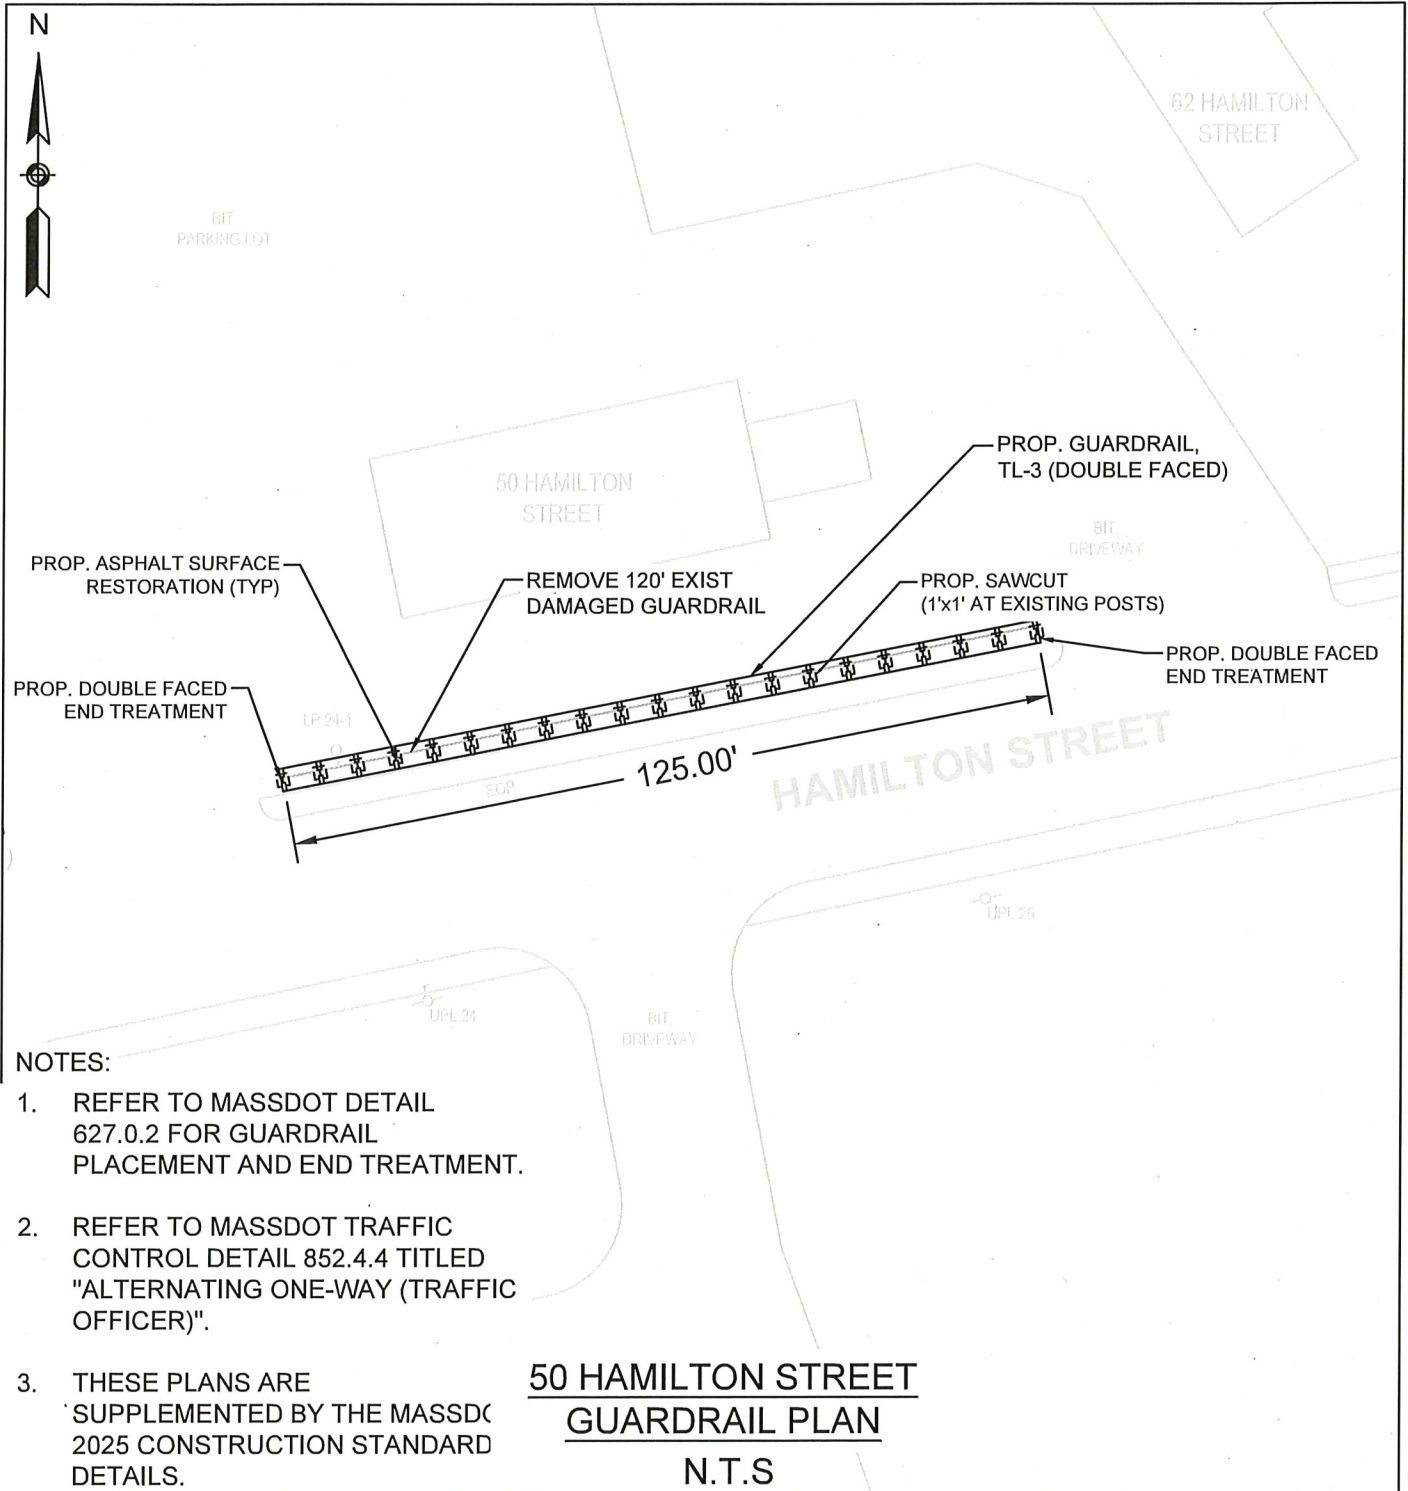 N
62 HAMILTON
STREET
BIT
PARKING LOT
PROP. GUARDRAIL,
TL-3 (DOUBLE FACED)
50 HAMILTON
STREET
BIT
DRIVEWAY
PROP. ASPHALT SURFACE
RESTORATION (TYP)
REMOVE 120' EXIST
DAMAGED GUARDRAIL
PROP. SAWCUT
(1'x1' AT EXISTING POSTS)
PROP. DOUBLE FACED
END TREATMENT
PROP. DOUBLE FACED
END TREATMENT
LP 24-1
125.00'
HAMILTON STREET
EOP
UPL 26
UPL 24
BIT
DRIVEWAY
NOTES:
1. REFER TO MASSDOT DETAIL
627.0.2 FOR GUARDRAIL
PLACEMENT AND END TREATMENT.
2. REFER TO MASSDOT TRAFFIC
CONTROL DETAIL 852.4.4 TITLED
"ALTERNATING ONE-WAY (TRAFFIC
OFFICER)".
3. THESE PLANS ARE
SUPPLEMENTED BY THE
2025 CONSTRUCTION STANDARD
DETAILS.
50 HAMILTON STREET
GUARDRAIL PLAN
N.T.S